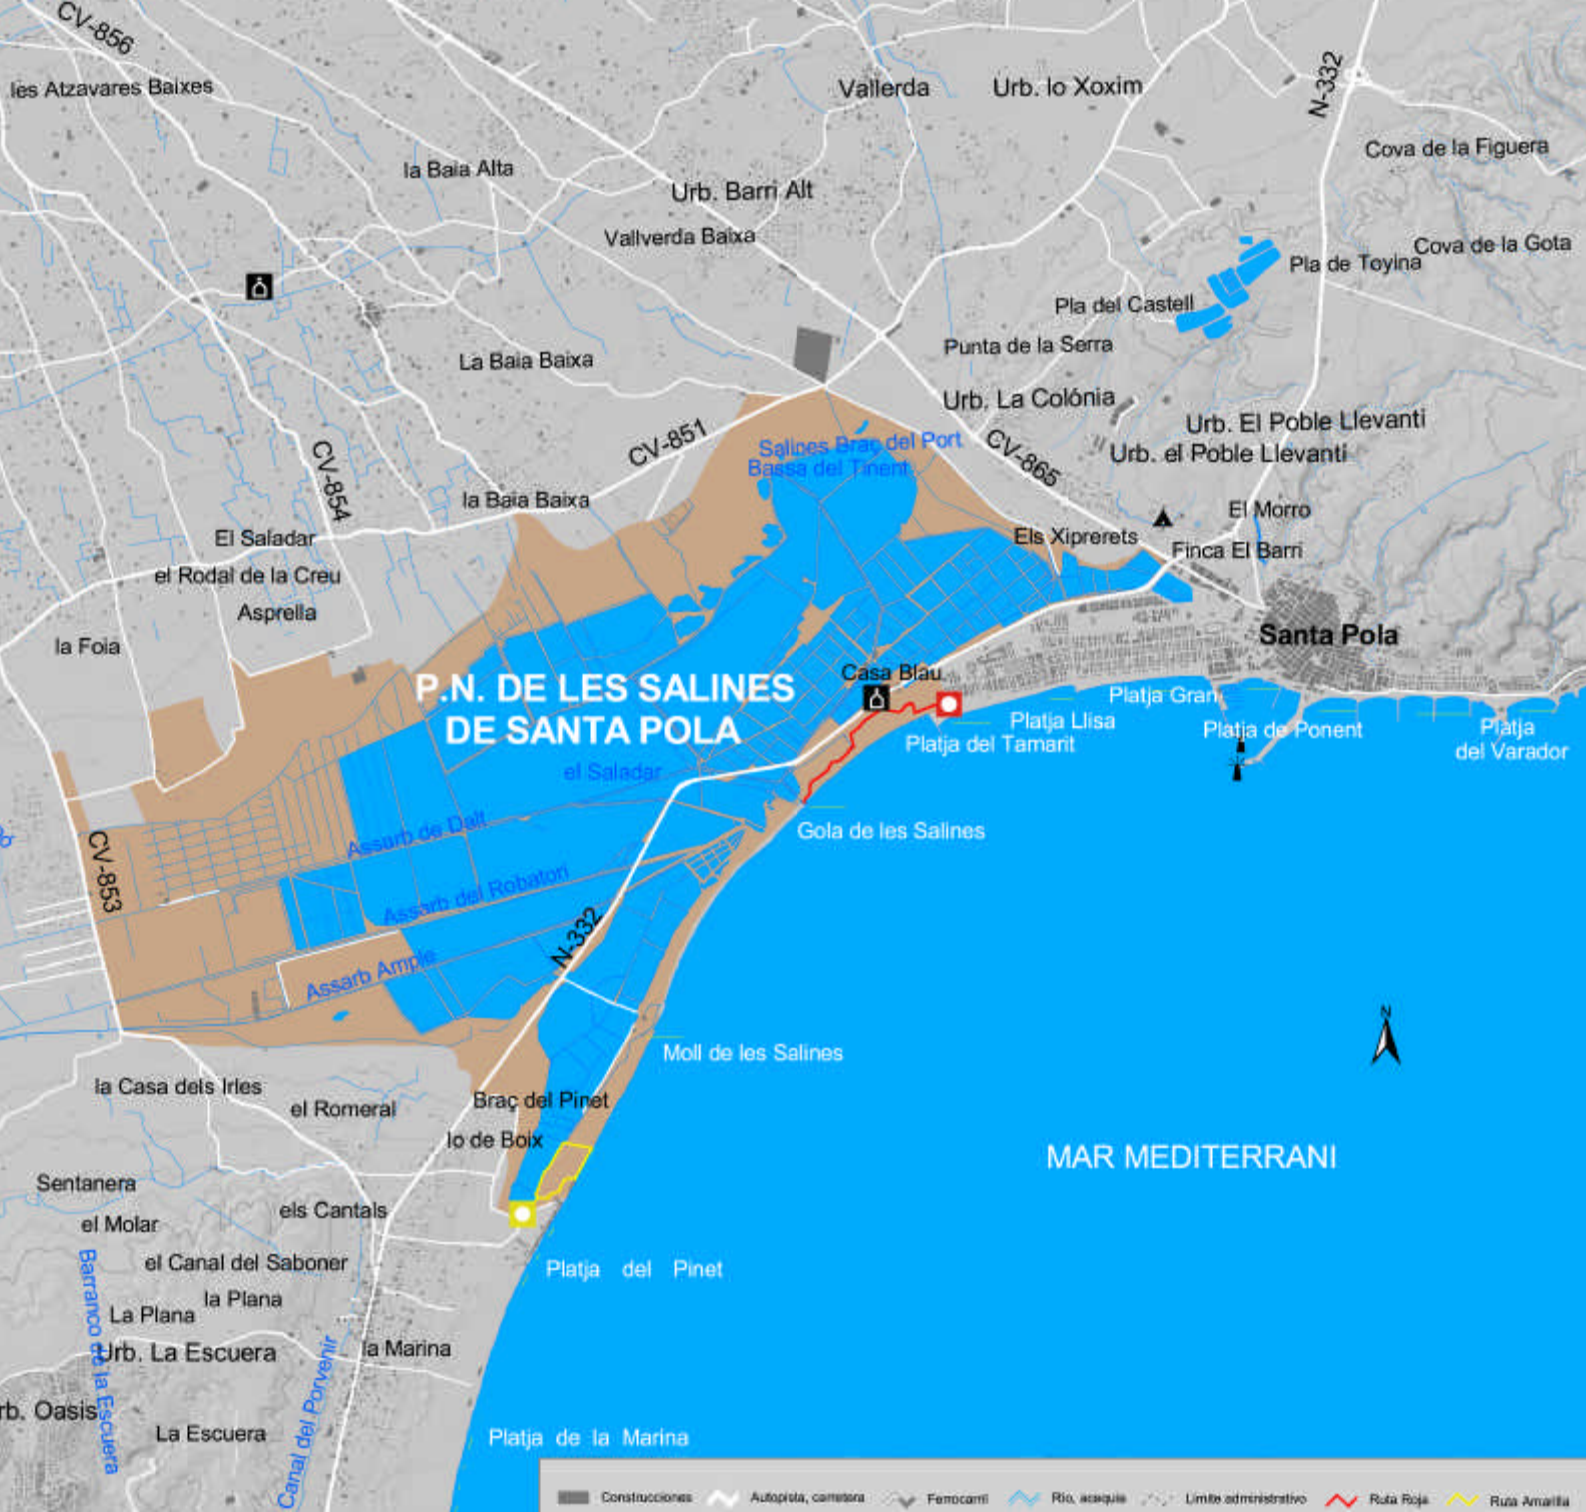 CV-856
les Atzavares Baixes
Vallerda
Urb. lo Xoxim
N-332
Cova de la Figuera
la Baia Alta
Urb. Barri Alt
Vallverda Baixa
Cova de la Gota
Pla de Toyina
Pla del Castell
Punta de la Serra
La Baia Baixa
Urb. La Colónia
Urb. El Poble Llevanti
Urb. el Poble Llevanti
CV-851
Salines Braç del Port
Bassa del Tinent
CV-865
CV-854
la Baia Baixa
El Morro
El Saladar
Els Xiprerets
Finca El Barri
el Rodal de la Creu
Asprella
la Foia
Santa Pola
Casa Blau
P.N. DE LES SALINES
DE SANTA POLA
Platja Gran
Platja Llisa
Platja de Ponent
Platja
del Varador
Platja del Tamarit
el Saladar
Gola de les Salines
Assarb de Dalt
CV-853
Assarb del Robatori
N-332
Assarb Ample
N
Moll de les Salines
la Casa dels Irles
el Romeral
Braç del Pinet
lo de Boix
MAR MEDITERRANI
Sentanera
el Molar
els Cantals
el Canal del Saboner
Platja del Pinet
la Plana
La Plana
Barranco de la Escuera
Urb. La Escuera
la Marina
Canal del Porvenir
rb. Oasis
La Escuera
Platja de la Marina
Construcciones
Autopista, carretera
Ferrocarril
Río, acequia
Límite administrativo
Ruta Roja
Ruta Amarilla